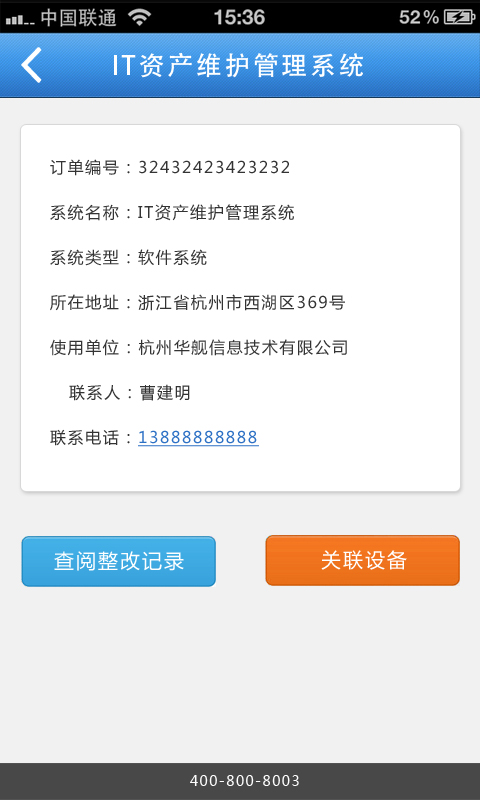 中国联通 15:36 52%
IT资产维护管理系统
订单编号：32432423423232
系统名称：IT资产维护管理系统
系统类型：软件系统
所在地址：浙江省杭州市西湖区369号
使用单位：杭州华舰信息技术有限公司
联系人：曹建明
联系电话：13888888888
查阅整改记录 关联设备
400-800-8003